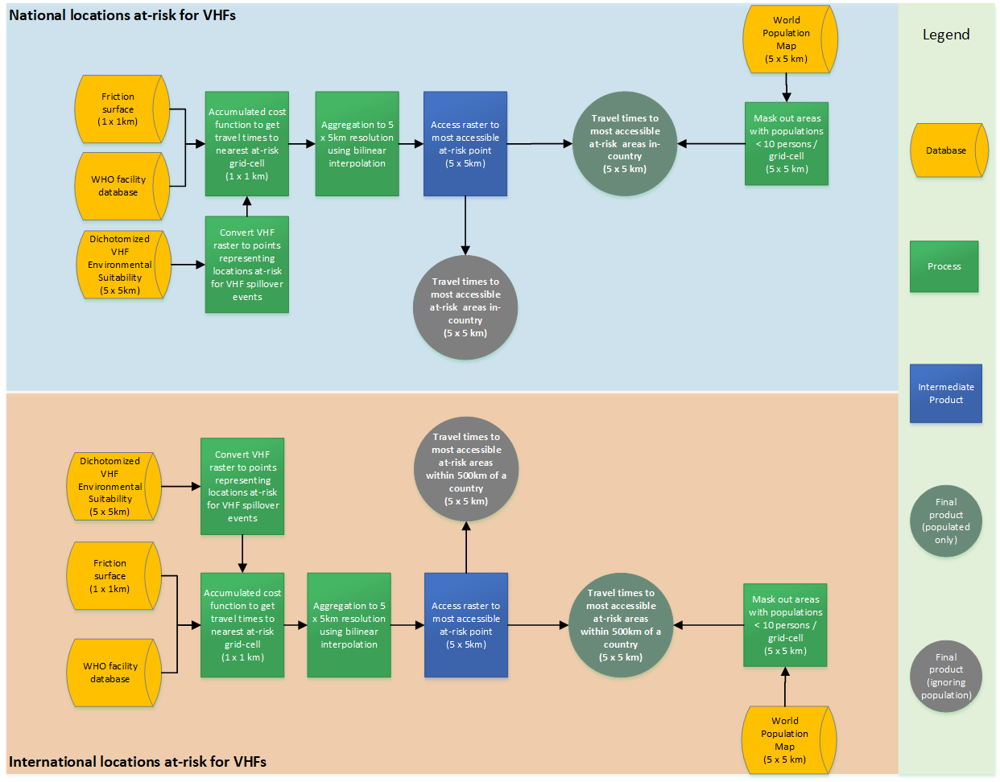 National locations at-risk for VHFs
World
Population
Map
(5 x 5 km)
Friction
surface
(1 x 1km)
WHO facility
database
Dichotomized
VHF
Environmental
Suitability
(5 x 5km)
Accumulated cost
function to get
travel times to
nearest at-risk
grid-cell
(1 x 1 km)
Convert VHF
raster to points
representing
locations at-risk
for VHF spillover
events
Aggregation to 5
x 5km resolution
using bilinear
interpolation
Access raster to
most accessible
at-risk point
(5 x 5km)
Travel times to
most accessible
at-risk  areas in-
country
(5 x 5 km)
Mask out areas
with populations
< 10 persons /
grid-cell
(5 x 5 km)
Travel times to
most accessible
at-risk  areas in-
country
(5 x 5 km)
Dichotomized
VHF
Environmental
Suitability
(5 x 5km)
Convert VHF
raster to points
representing
locations at-risk
for VHF spillover
events
Travel times to
most accessible
at-risk areas
within 500km of a
country
(5 x 5 km)
Friction
surface
(1 x 1km)
WHO facility
database
Accumulated cost
function to get
travel times to
nearest at-risk
grid-cell
(1 x 1 km)
Aggregation to 5
x 5km resolution
using bilinear
interpolation
Access raster to
most accessible
at-risk point
(5 x 5km)
Travel times to
most accessible
at-risk areas
within 500km of a
country
(5 x 5 km)
Mask out areas
with populations
< 10 persons /
grid-cell
(5 x 5 km)
World
Population
Map
(5 x 5 km)
International locations at-risk for VHFs
Legend
Database
Process
Intermediate
Product
Final
product
(populated
only)
Final
product
(ignoring
population)